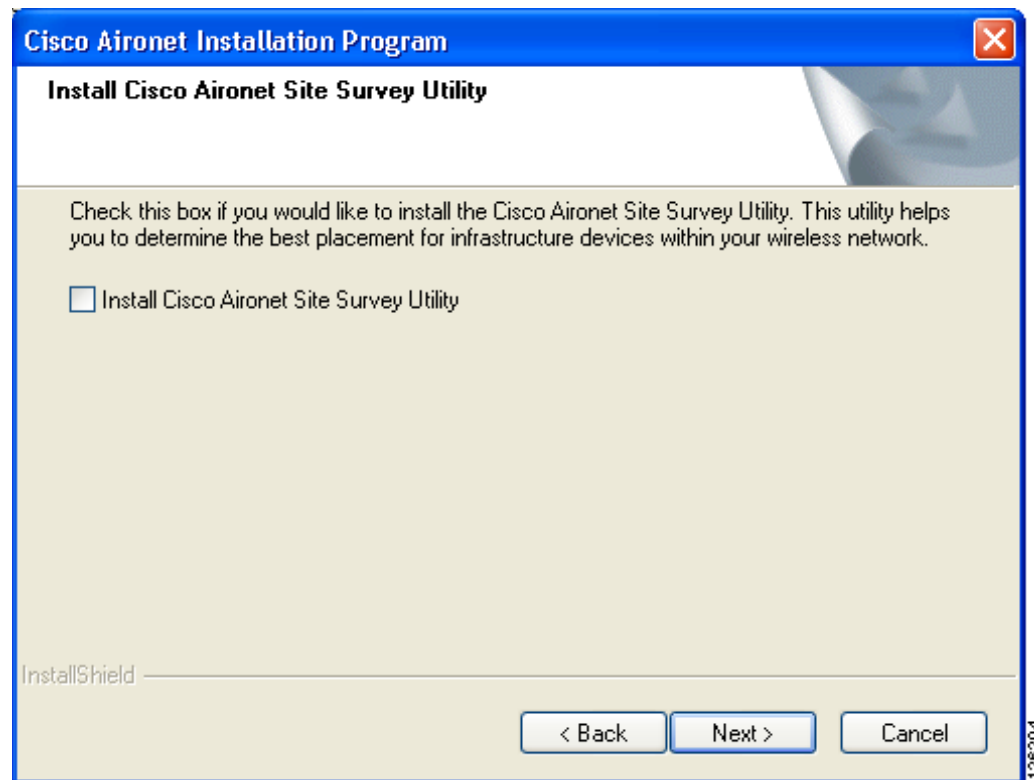 Cisco Aironet Installation Program
Install Cisco Aironet Site Survey Utility
Check this box if you would like to install the Cisco Aironet Site Survey Utility. This utility helps
you to determine the best placement for infrastructure devices within your wireless network.
Install Cisco Aironet Site Survey Utility
InstallShield
< Back
Next >
Cancel